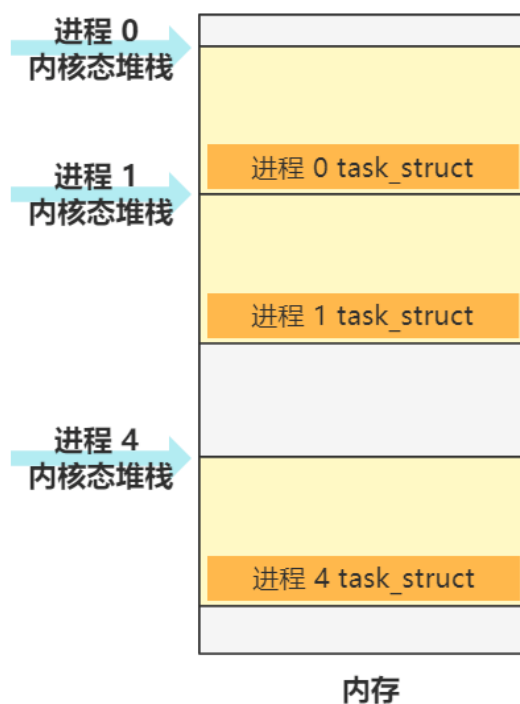 进程 0
内核态堆栈
进程 0 task_struct
进程 1
内核态堆栈
进程 1 task_struct
进程 4
内核态堆栈
进程 4 task_struct
内存